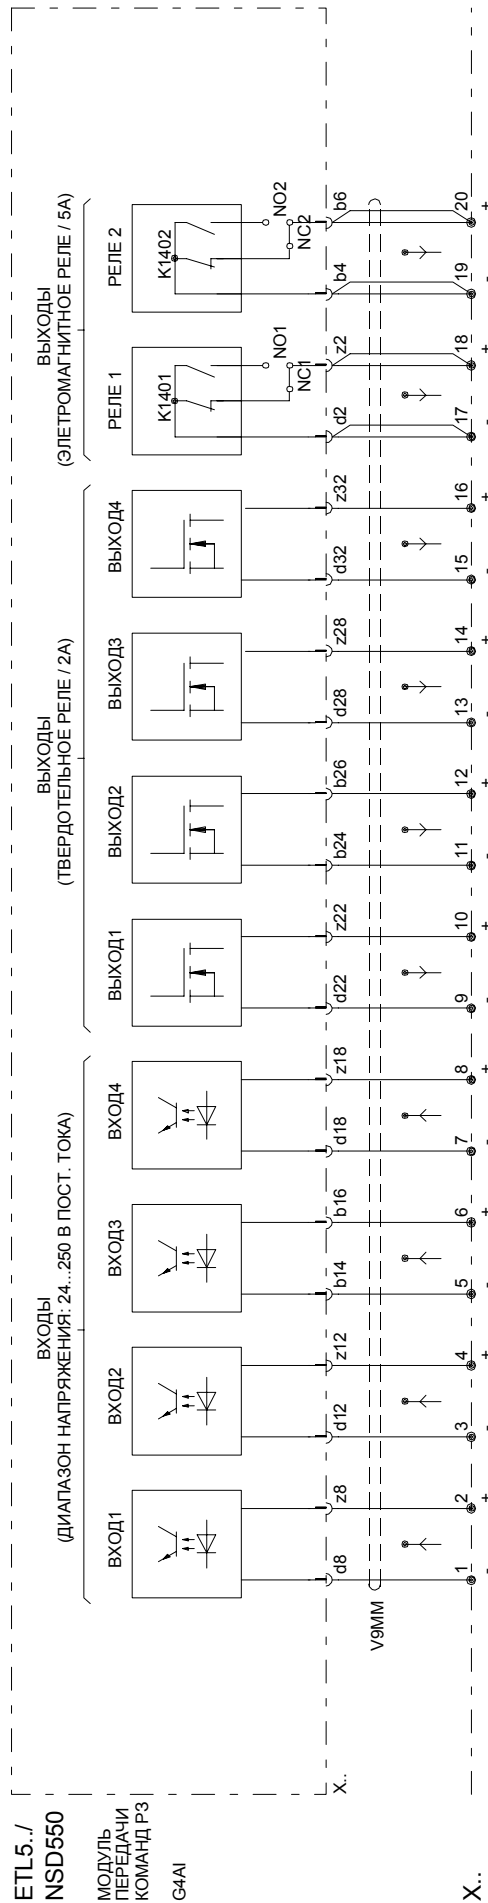 ETL5../
NSD550
МОДУЛЬ
ПЕРЕДАЧИ
КОМАНД РЗ
G4AI
ВХОДЫ
(ДИАПАЗОН НАПРЯЖЕНИЯ: 24...250 В ПОСТ. ТОКА)
ВЫХОДЫ
(ТВЕРДОТЕЛЬНОЕ РЕЛЕ / 2А)
ВЫХОДЫ
(ЭЛЕТРОМАГНИТНОЕ РЕЛЕ / 5А)
ВХОД1 ВХОД2 ВХОД3 ВХОД4 ВЫХОД1 ВЫХОД2 ВЫХОД3 ВЫХОД4 РЕЛЕ 1 РЕЛЕ 2
K1401 K1402
NO1 NO2
NC1 NC2
X..
d8 z8 d12 z12 b14 b16 d18 z18 d22 z22 b24 b26 d28 z28 d32 z32 d2 z2 b4 b6
V9MM
1 2 3 4 5 6 7 8 9 10 11 12 13 14 15 16 17 18 19 20
X..
- + - + - + - + - + - + - + - + - + - +